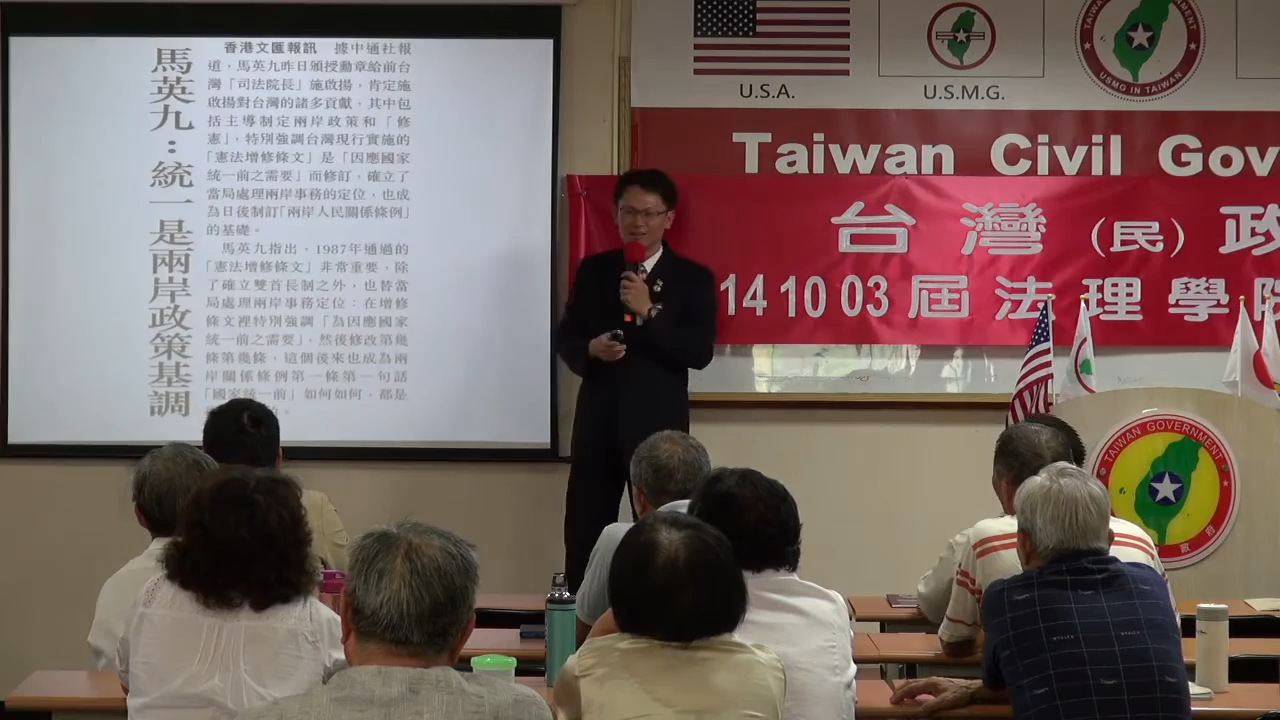 馬英九：統一是兩岸政策基調
香港文匯報訊　據中通社報
道，馬英九昨日頒授勳章給前台
灣「司法院長」施啟揚，肯定施
啟揚對台灣的諸多貢獻，其中包
括主導制定兩岸政策和「修
憲」，特別強調台灣現行實施的
「憲法增修條文」是「因應國家
統一前之需要」而修訂，確立了
當局處理兩岸事務的定位，也成
為日後制訂「兩岸人民關係條例」
的基礎。
馬英九指出，1987年通過的
「憲法增修條文」非常重要，除
了確立雙首長制之外，也替當
局處理兩岸事務定位：在增修
條文裡特別強調「為因應國家
統一前之需要」，然後修改第幾
條第幾條，這個後來也成為兩
岸關係條例第一條第一句話
「國家統一前」如何如何，都是
U.S.A.
U.S.M.G.
USMG IN TAIWAN
Taiwan Civil Gov
台灣（民）政
14 10 03 屆法理學院
TAIWAN GOVERNMENT
政府